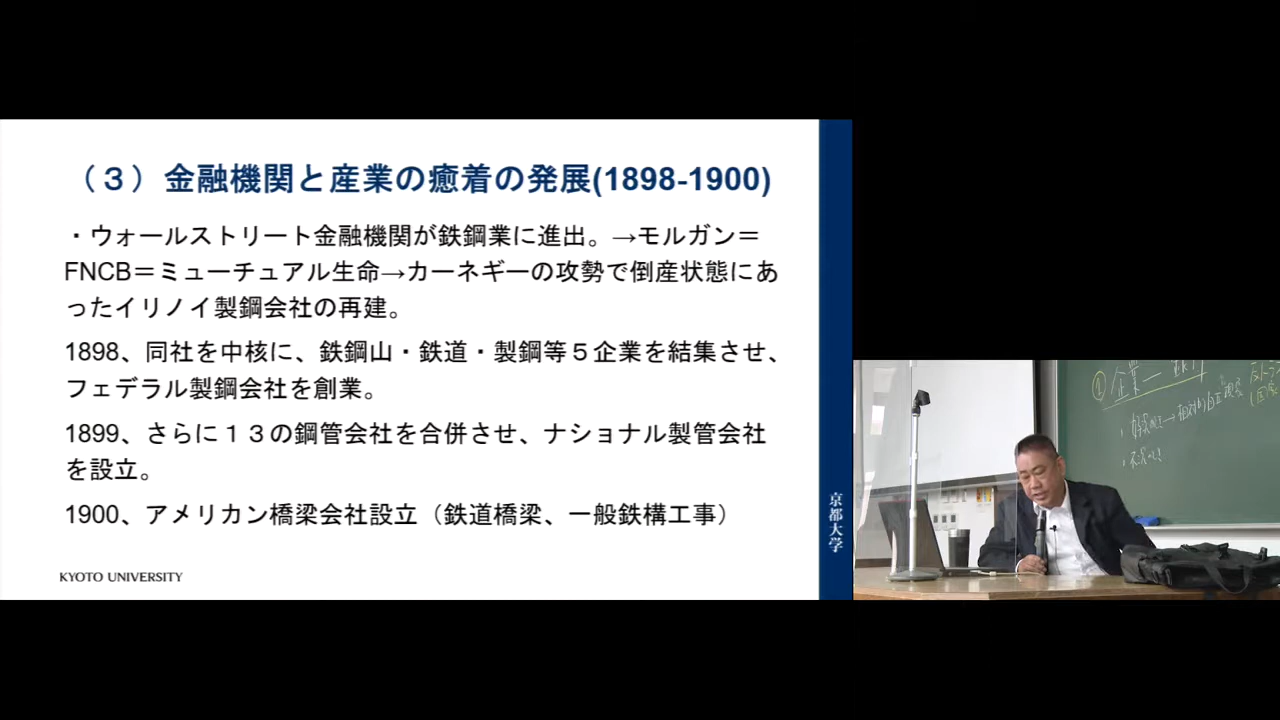 （３）金融機関と産業の癒着の発展(1898-1900)
・ウォールストリート金融機関が鉄鋼業に進出。→モルガン＝
FNCB＝ミューチュアル生命→カーネギーの攻勢で倒産状態にあ
ったイリノイ製鋼会社の再建。
1898、同社を中核に、鉄鋼山・鉄道・製鋼等５企業を結集させ、
フェデラル製鋼会社を創業。
1899、さらに１３の鋼管会社を合併させ、ナショナル製管会社
を設立。
1900、アメリカン橋梁会社設立（鉄道橋梁、一般鉄構工事）
KYOTO UNIVERSITY
京都大学
① 企業